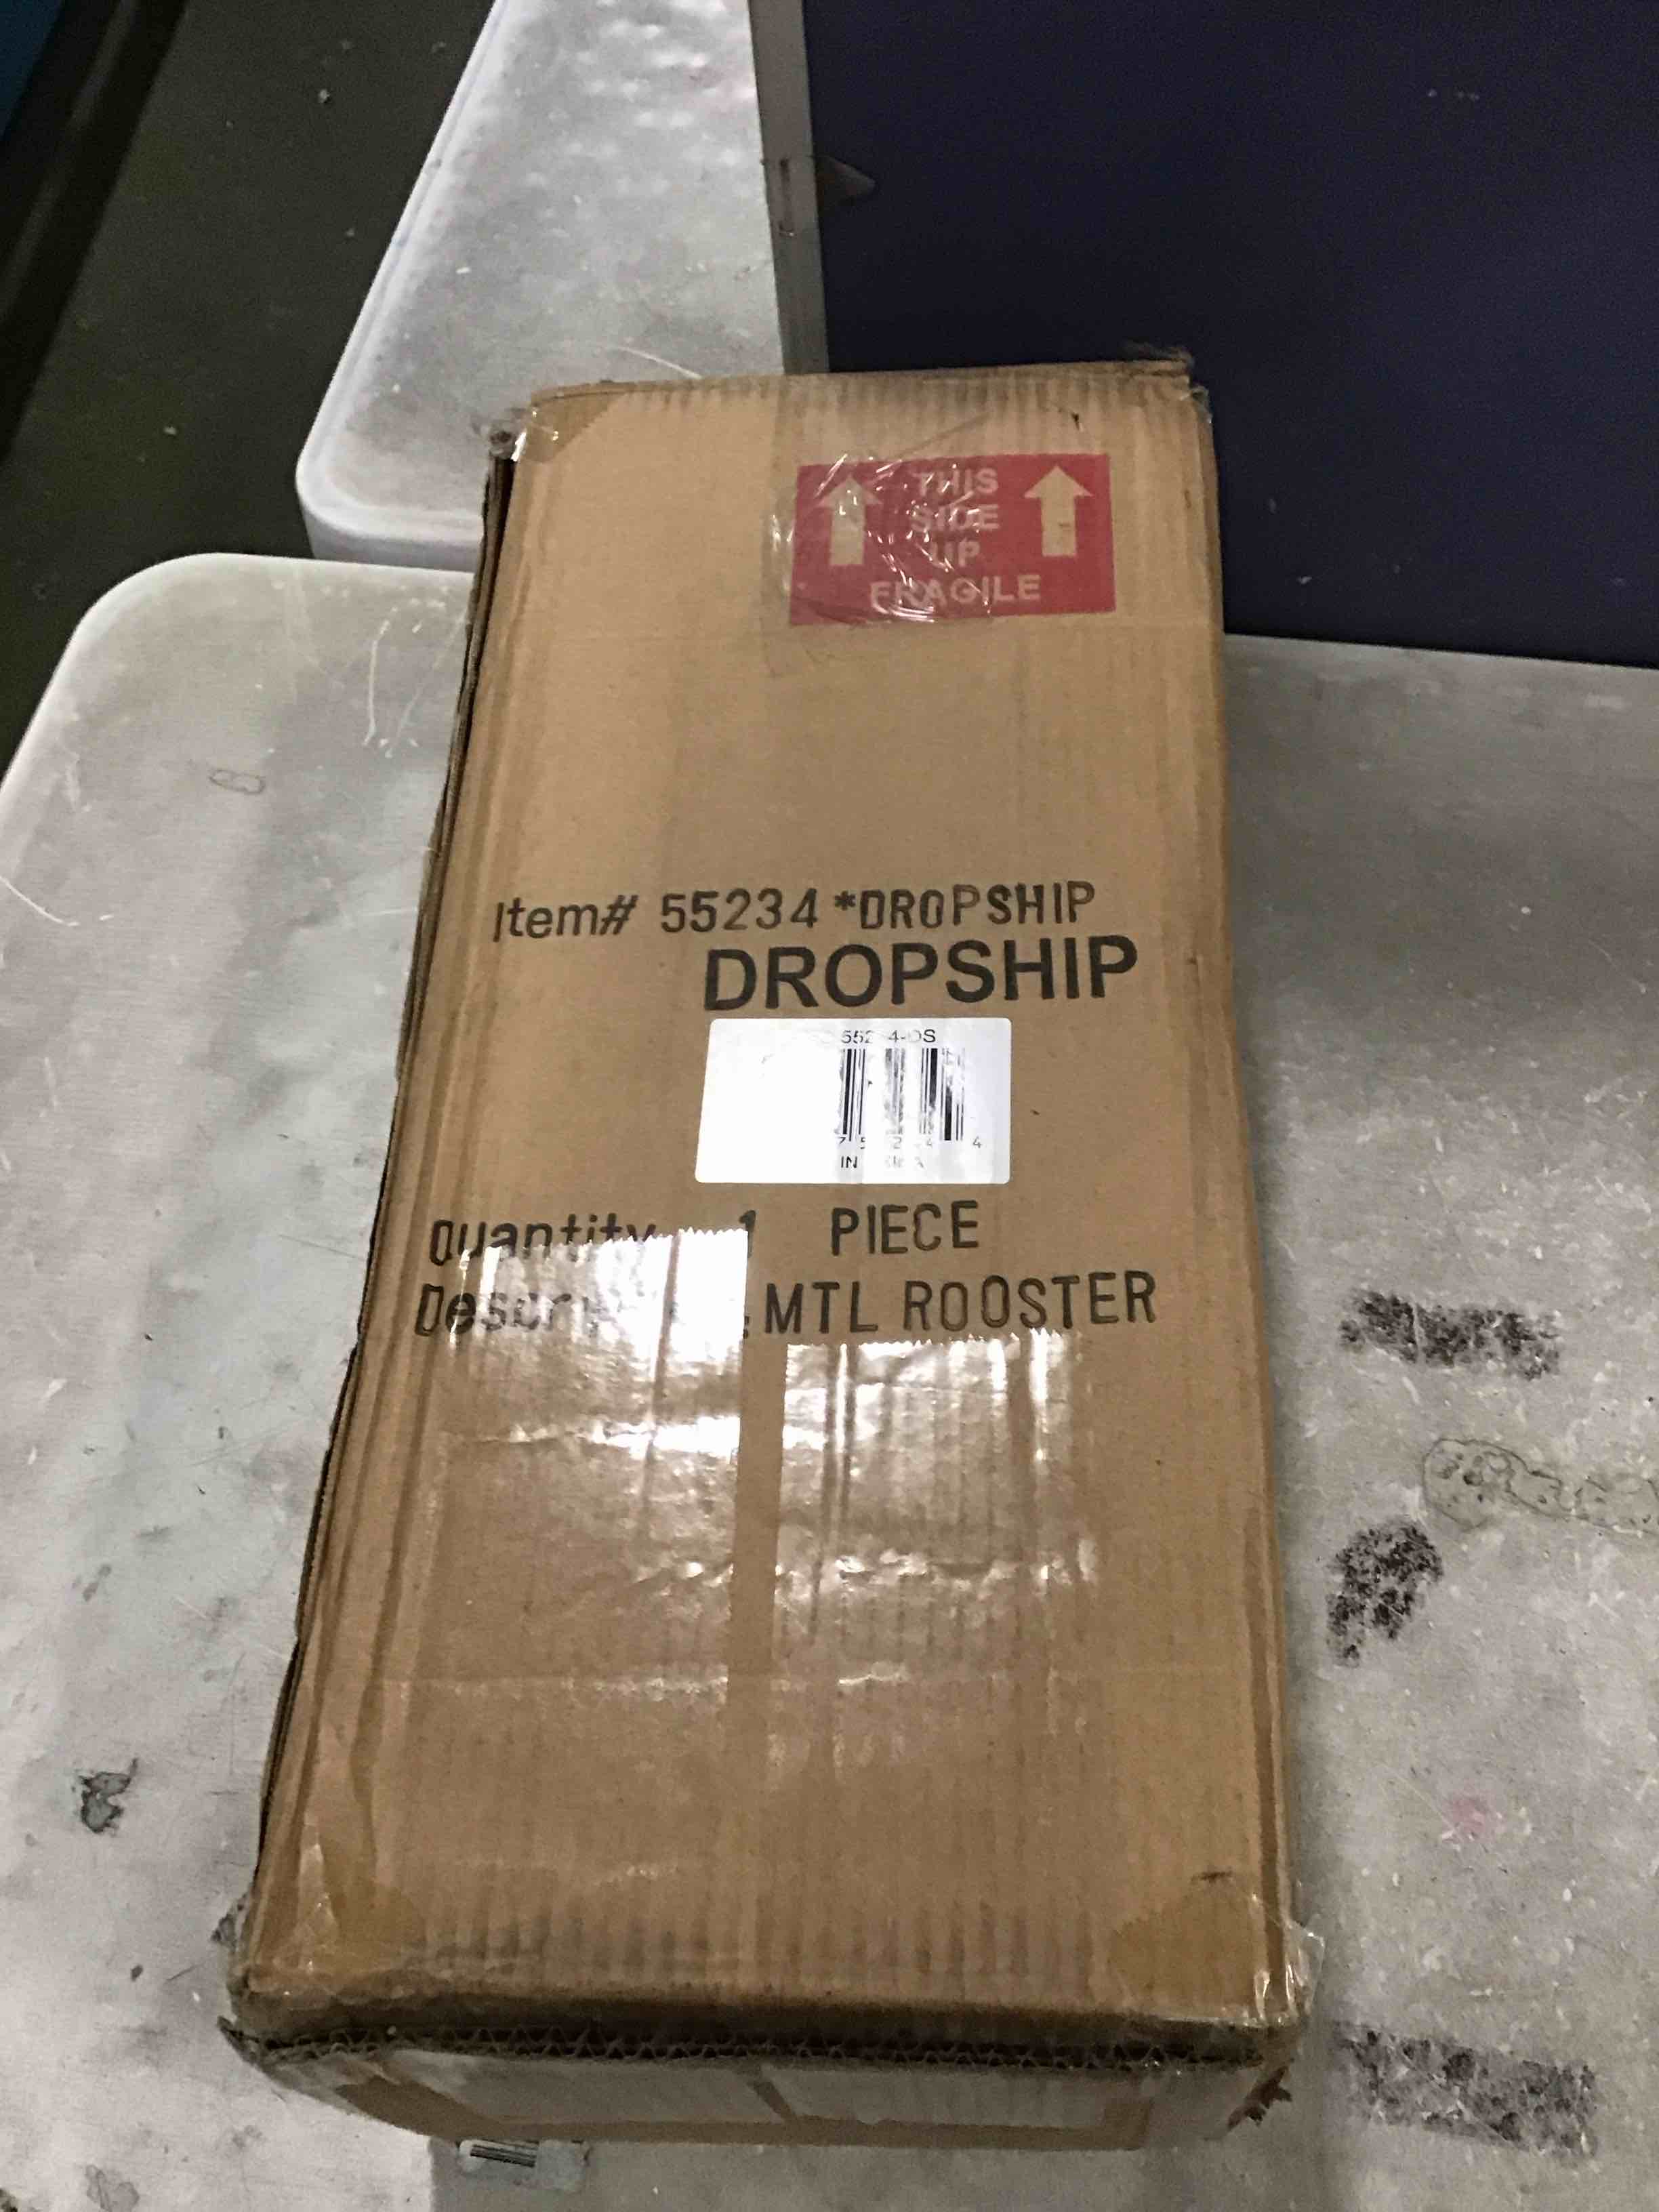 THIS
SIDE
UP
FRAGILE
Item# 55234 *DROPSHIP
DROPSHIP
Quantity 1 PIECE
MTL ROOSTER